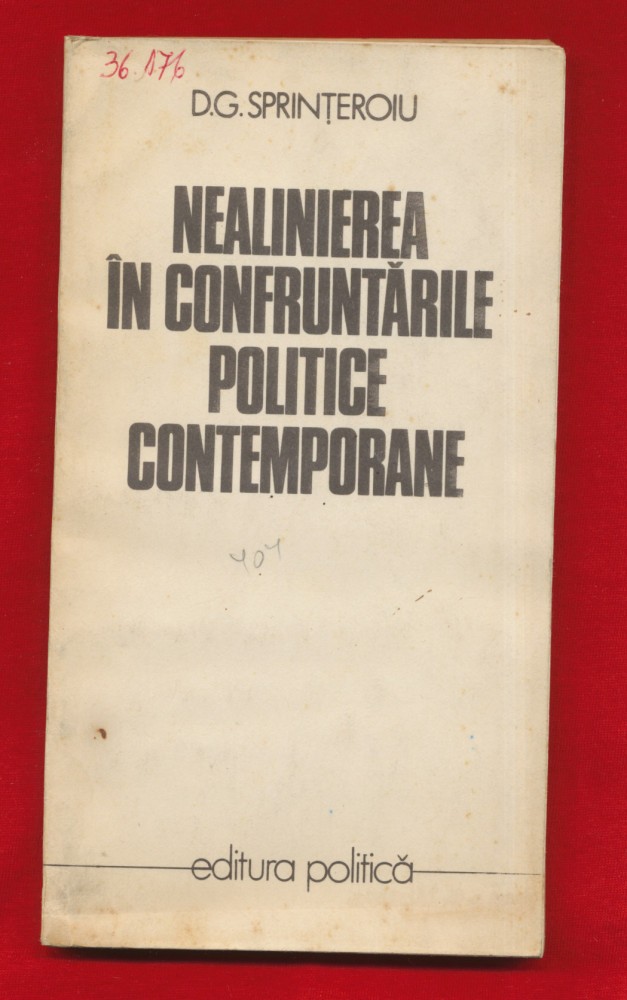 36.176
D.G. SPRINȚEROIU
NEALINIEREA
ÎN CONFRUNTĂRILE
POLITICE
CONTEMPORANE
404
editura politică